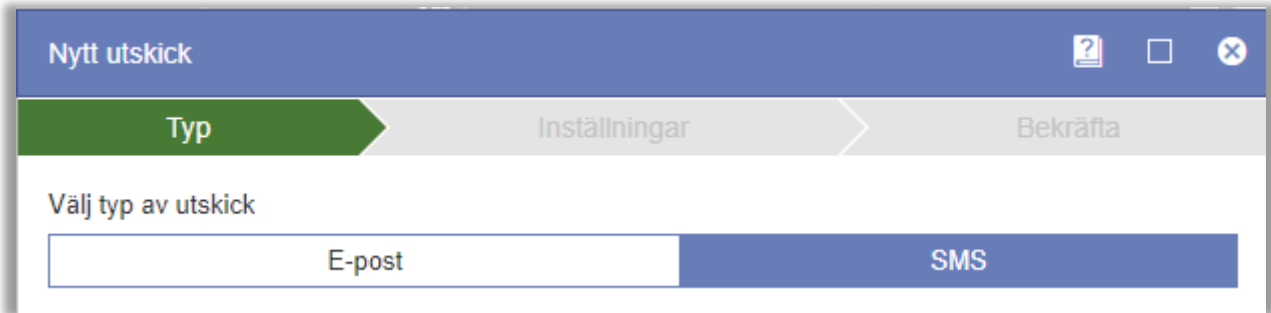 Nytt utskick
Typ Inställningar Bekräfta
Välj typ av utskick
E-post SMS